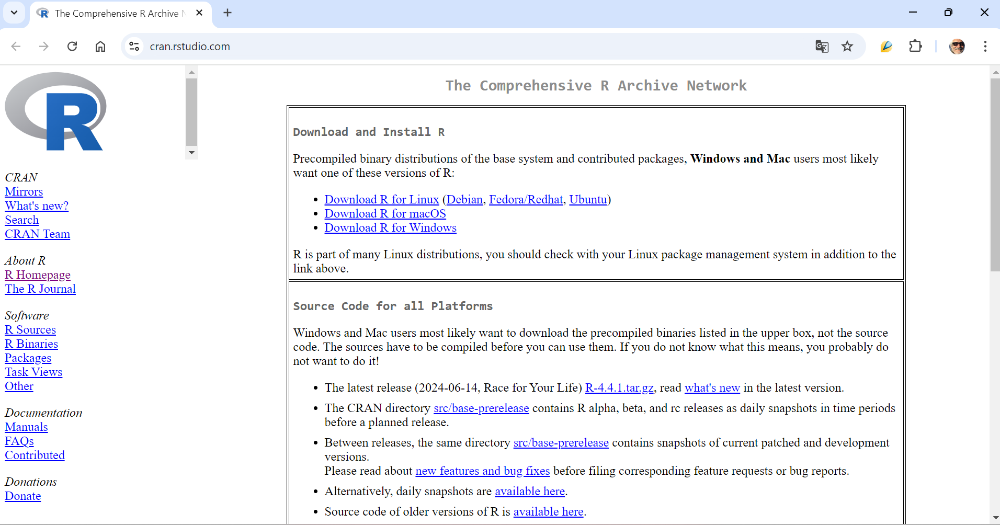 The Comprehensive R Archive N
cran.rstudio.com
R
CRAN
Mirrors
What's new?
Search
CRAN Team
About R
R Homepage
The R Journal
Software
R Sources
R Binaries
Packages
Task Views
Other
Documentation
Manuals
FAQs
Contributed
Donations
Donate
The Comprehensive R Archive Network
Download and Install R
Precompiled binary distributions of the base system and contributed packages, Windows and Mac users most likely
want one of these versions of R:
• Download R for Linux (Debian, Fedora/Redhat, Ubuntu)
• Download R for macOS
• Download R for Windows
R is part of many Linux distributions, you should check with your Linux package management system in addition to the
link above.
Source Code for all Platforms
Windows and Mac users most likely want to download the precompiled binaries listed in the upper box, not the source
code. The sources have to be compiled before you can use them. If you do not know what this means, you probably do
not want to do it!
• The latest release (2024-06-14, Race for Your Life) R-4.4.1.tar.gz, read what's new in the latest version.
• The CRAN directory src/base-prerelease contains R alpha, beta, and rc releases as daily snapshots in time periods
before a planned release.
• Between releases, the same directory src/base-prerelease contains snapshots of current patched and development
versions.
Please read about new features and bug fixes before filing corresponding feature requests or bug reports.
• Alternatively, daily snapshots are available here.
• Source code of older versions of R is available here.